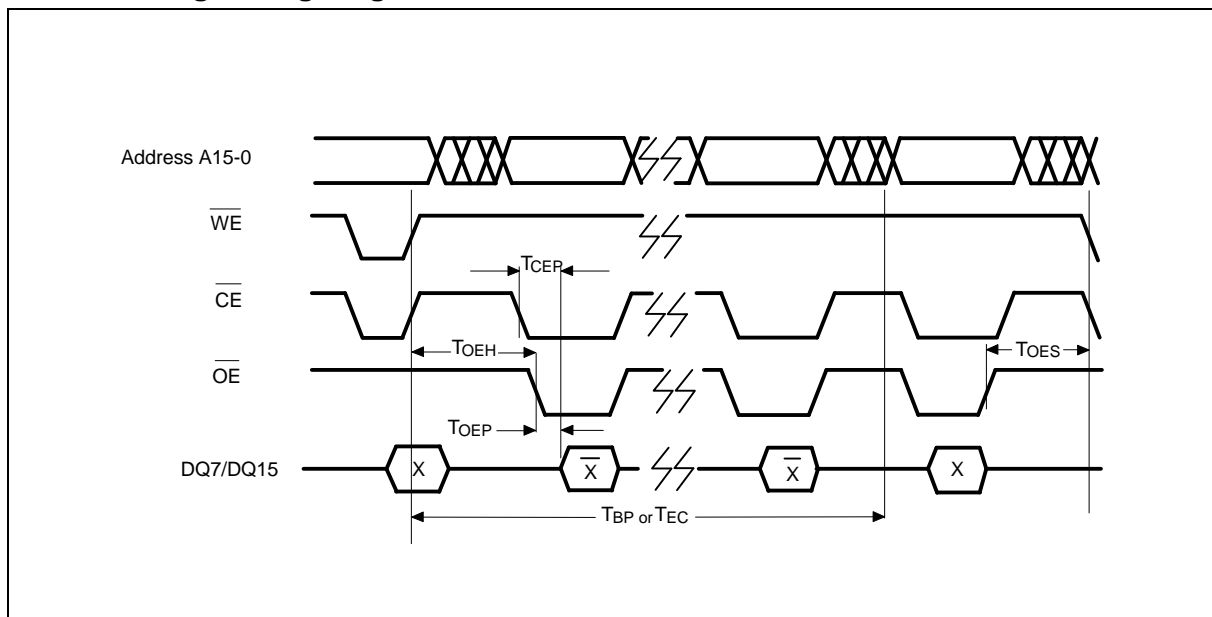 Address A15-0
WE
TCEP
CE
TOEH
TOES
OE
TOEP
DQ7/DQ15
X
X
X
X
TBP or TEC